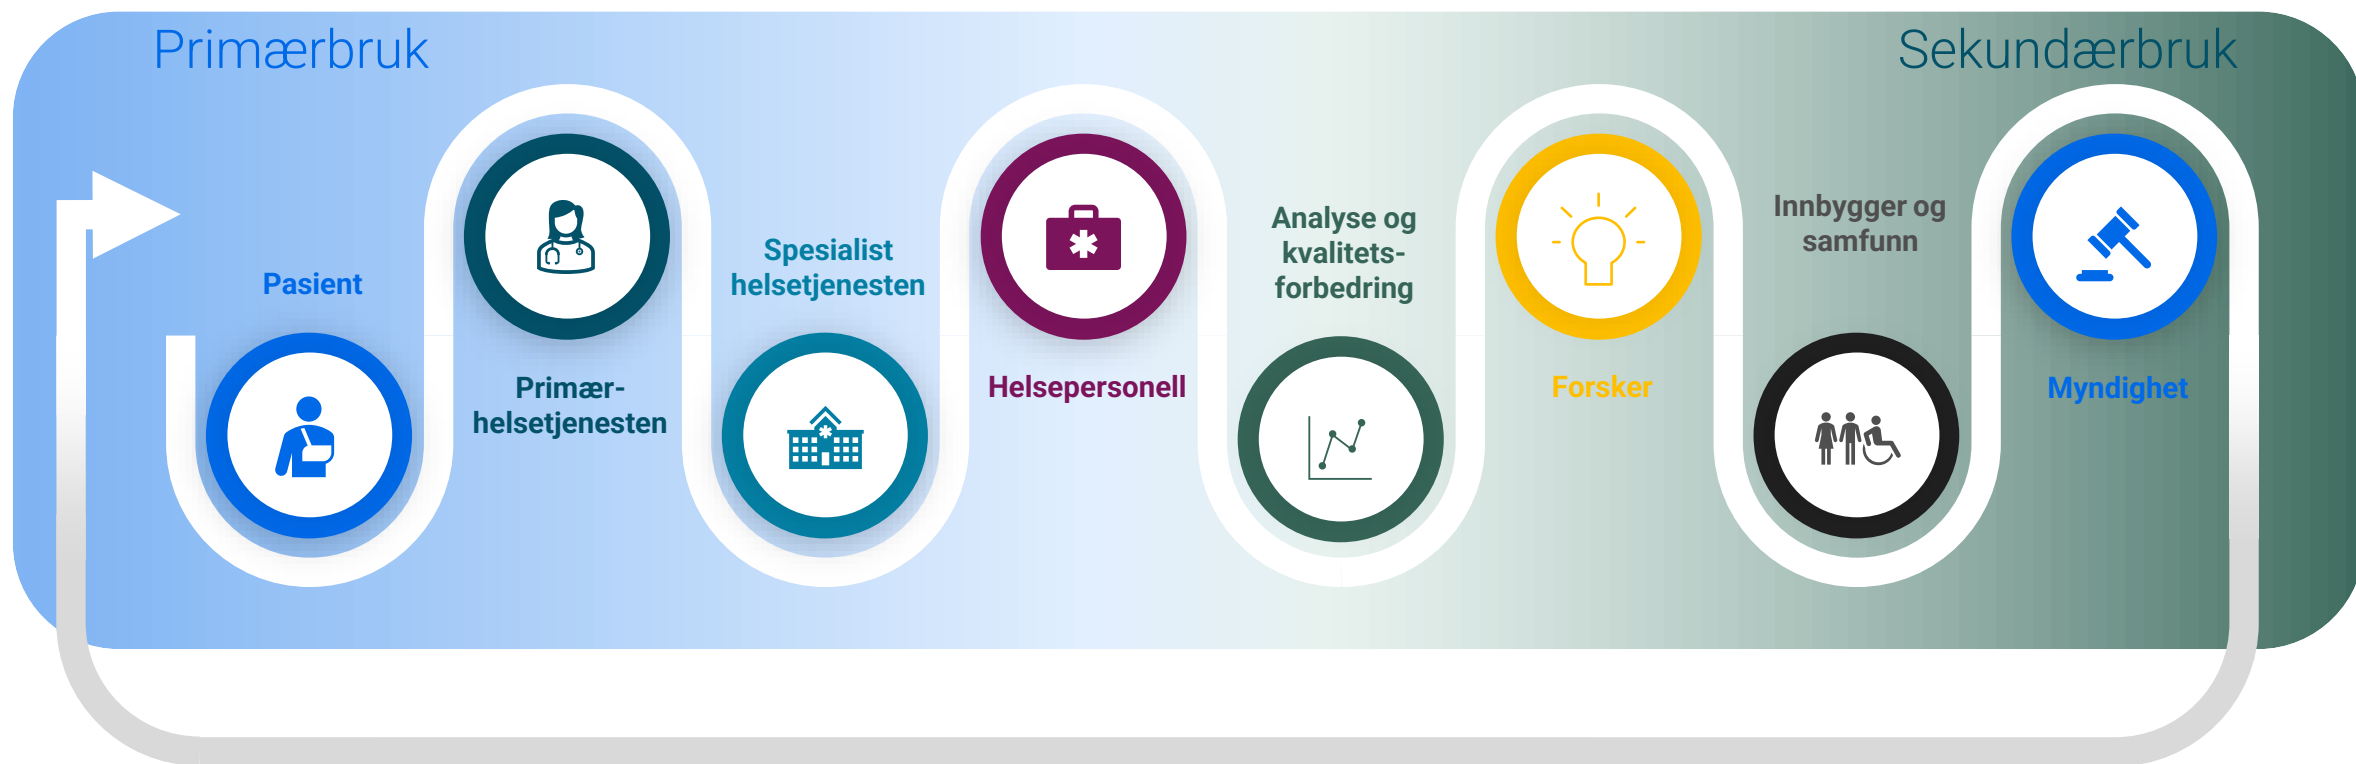 Primærbruk
Sekundærbruk
Pasient
Primær-
helsetjenesten
Spesialist
helsetjenesten
Helsepersonell
Analyse og
kvalitets-
forbedring
Forsker
Innbygger og
samfunn
Myndighet